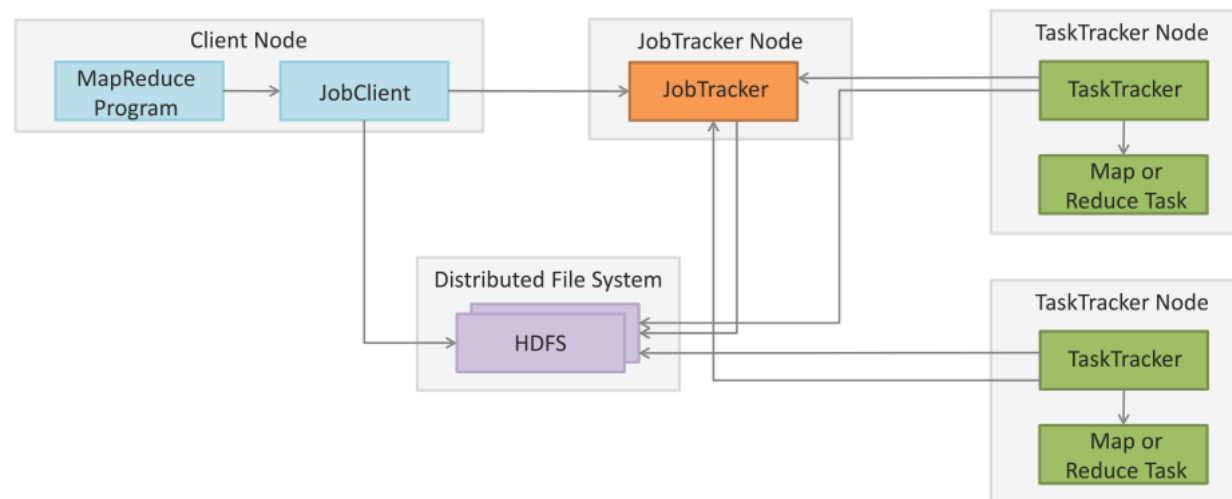 Client Node
MapReduce
Program
JobClient
JobTracker Node
JobTracker
TaskTracker Node
TaskTracker
Map or
Reduce Task
Distributed File System
HDFS
TaskTracker Node
TaskTracker
Map or
Reduce Task